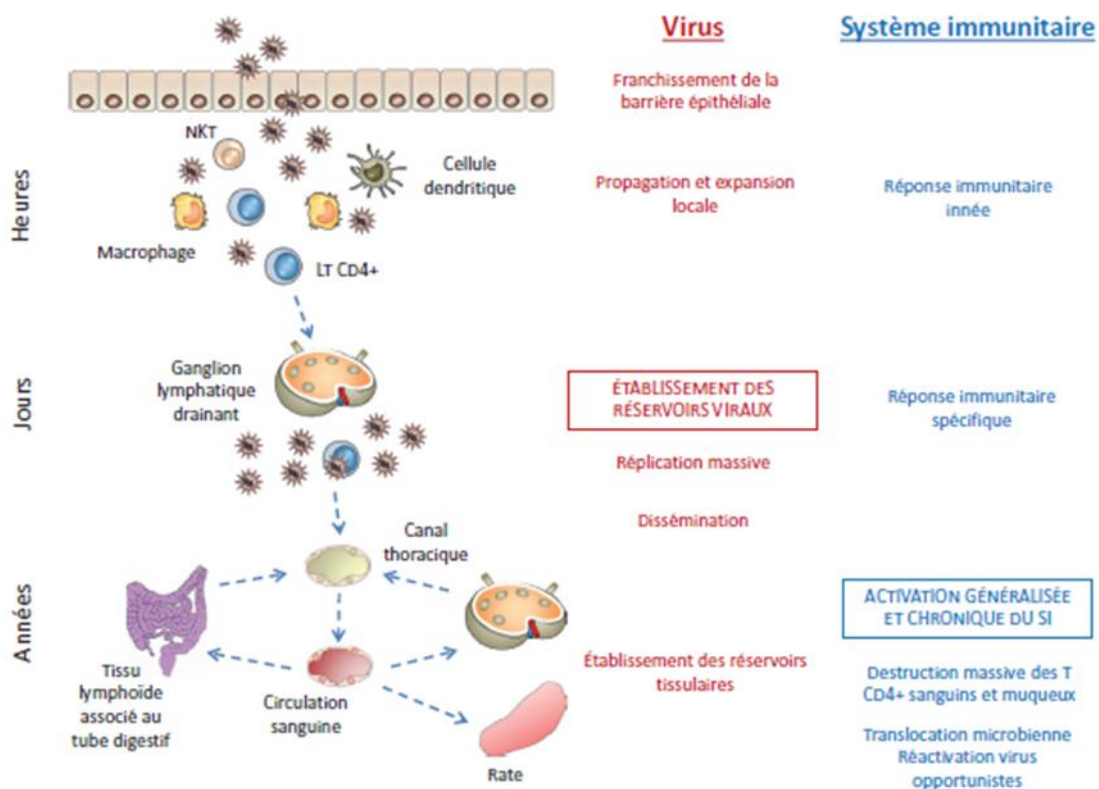 Virus
Système immunitaire
Franchissement de la
barrière épithéliale
Heures
NKT
Cellule
dendritique
Macrophage
LT CD4+
Propagation et expansion
locale
Réponse immunitaire
innée
Jours
Ganglion
lymphatique
drainant
ÉTABLISSEMENT DES
RÉSERVOIRS VIRAUX
Réponse immunitaire
spécifique
Réplication massive
Dissémination
Années
Canal
thoracique
Tissu
lymphoïde
associé au
tube digestif
Circulation
sanguine
Rate
Établissement des réservoirs
tissulaires
ACTIVATION GÉNÉRALISÉE
ET CHRONIQUE DU SI
Destruction massive des T
CD4+ sanguins et muqueux
Translocation microbienne
Réactivation virus
opportunistes